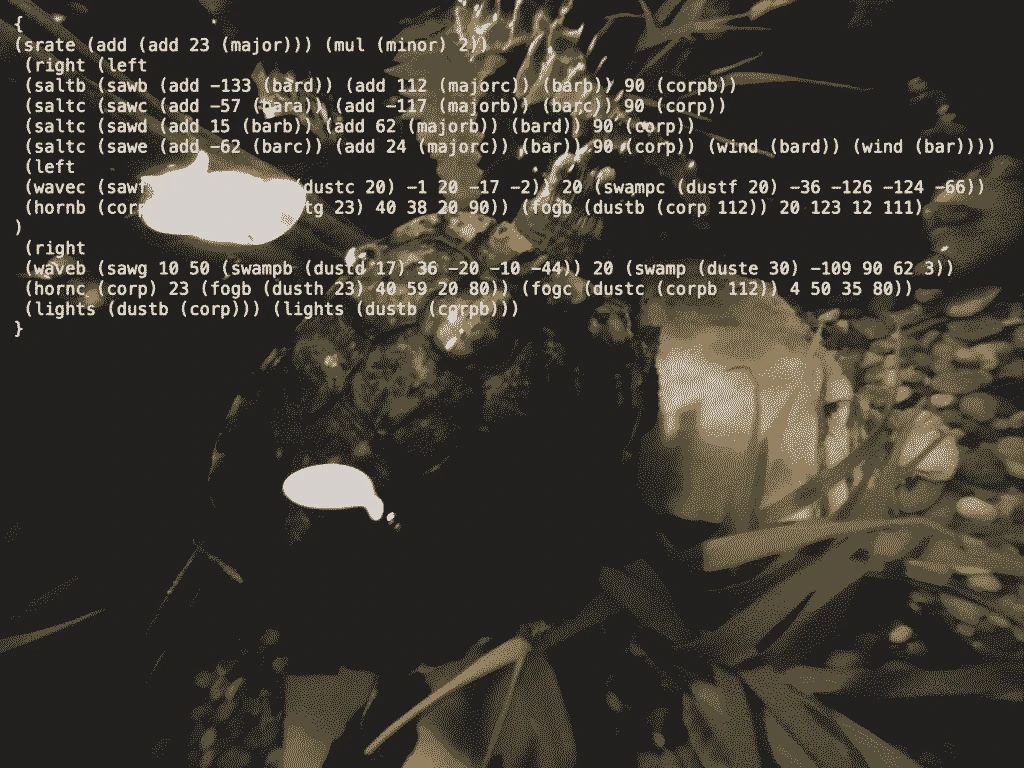 {
(srate (add (add 23 (major))) (mul (minor) 2))
(right (left
(saltb (sawb (add -133 (bard)) (add 112 (majorc)) (barb)) 90 (corpb))
(saltc (sawc (add -57 (bara)) (add -117 (majorb)) (barc)) 90 (corp))
(saltc (sawd (add 15 (barb)) (add 62 (majorb)) (bard)) 90 (corp))
(saltc (sawe (add -62 (barc)) (add 24 (majorc)) (bar)) 90 (corp)) (wind (bard)) (wind (bar))))
(left
(wavec (dustc 20) -1 20 -17 -2)) 20 (swampc (dustf 20) -36 -126 -124 -66))
(hornb 23) 40 38 20 90)) (fogb (dustb (corp 112)) 20 123 12 111)
)
(right
(waveb (sawg 10 50 (swampb (dustd 17) 36 -20 -10 -44)) 20 (swamp (duste 30) -109 90 62 3))
(hornc (corp) 23 (fogb (dusth 23) 40 59 20 80)) (fogc (dustc (corpb 112)) 4 50 35 80))
(lights (dustb (corp))) (lights (dustb (corpb)))
}